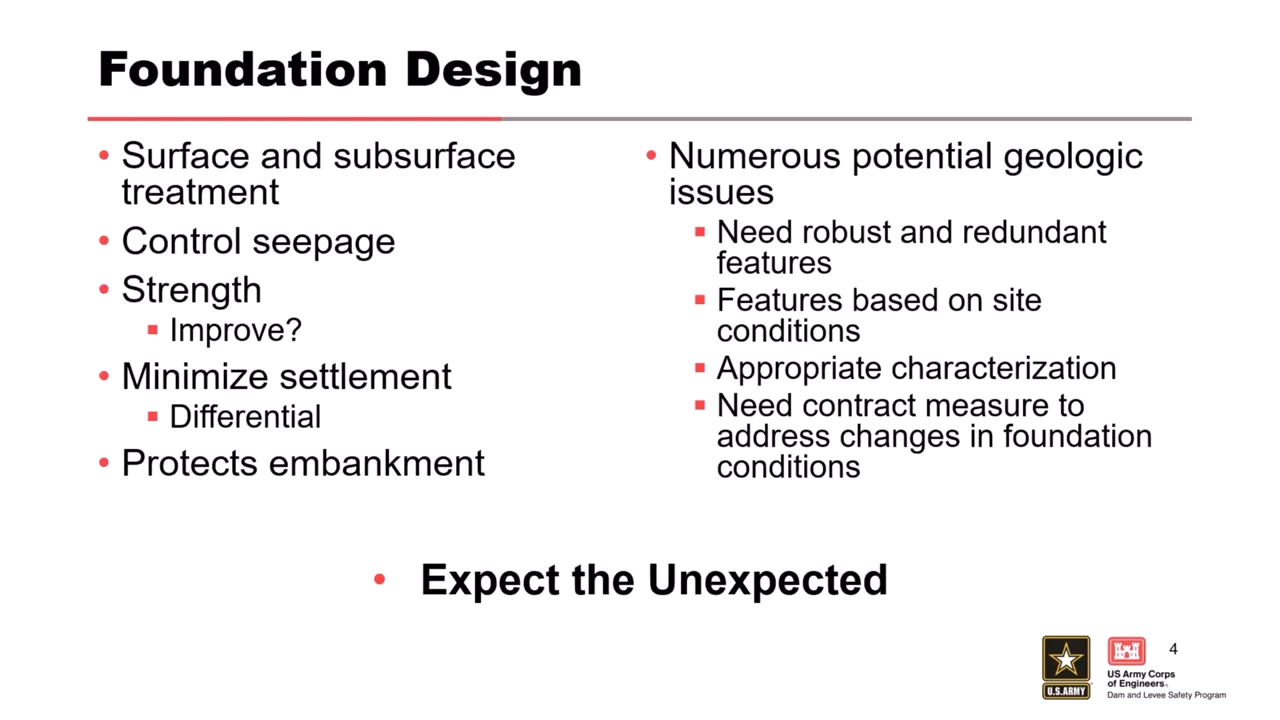 Foundation Design
• Surface and subsurface
treatment
• Control seepage
• Strength
▪ Improve?
• Minimize settlement
▪ Differential
• Protects embankment
• Numerous potential geologic
issues
▪ Need robust and redundant
features
▪ Features based on site
conditions
▪ Appropriate characterization
▪ Need contract measure to
address changes in foundation
conditions
• Expect the Unexpected
U.S.ARMY
US Army Corps
of Engineers®
Dam and Levee Safety Program
4